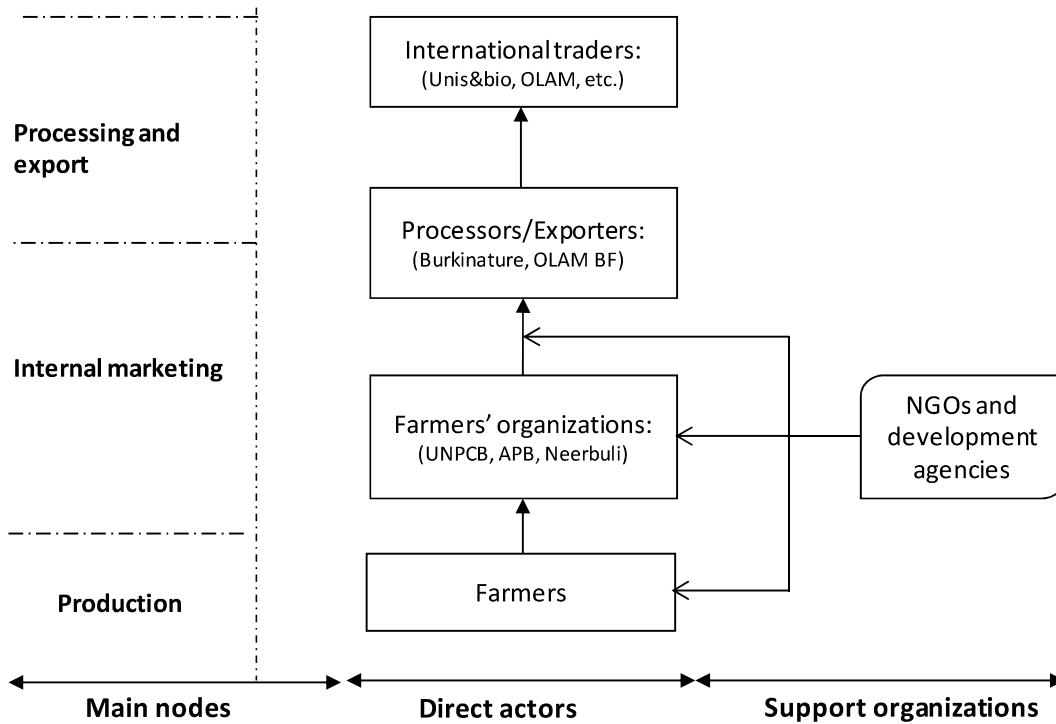 International traders:
(Unis&bio, OLAM, etc.)
Processing and
export
Processors/Exporters:
(Burkinature, OLAM BF)
Internal marketing
Farmers’ organizations:
(UNPCB, APB, Neerbuli)
NGOs and
development
agencies
Farmers
Production
Main nodes
Direct actors
Support organizations